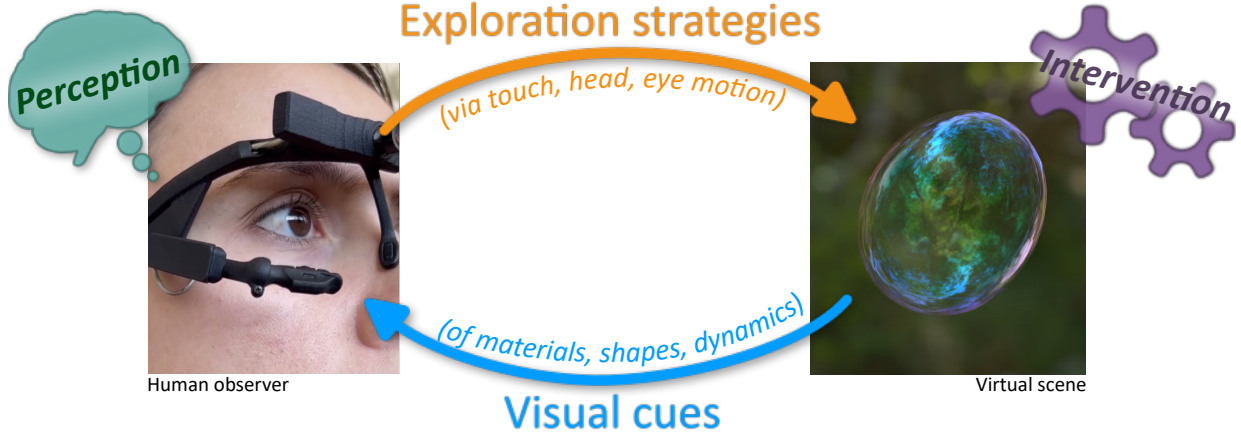 Exploration strategies
Perception
Intervention
(via touch, head, eye motion)
(of materials, shapes, dynamics)
Human observer
Virtual scene
Visual cues